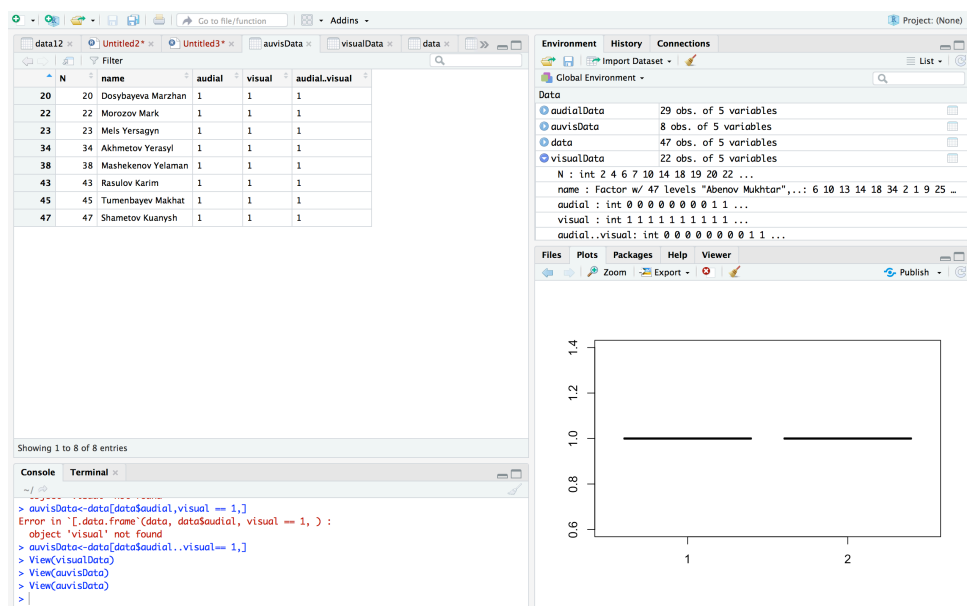 Go to file/function Addins Project: (None)
data12 Untitled2* Untitled3* auvisData visualData data
Filter
N name audial visual audial..visual
20 20 Dosybayeva Marzhan 1 1 1
22 22 Morozov Mark 1 1 1
23 23 Mels Yersagyn 1 1 1
34 34 Akhmetov Yerasyl 1 1 1
38 38 Mashekenov Yelaman 1 1 1
43 43 Rasulov Karim 1 1 1
45 45 Tumenbayev Makhat 1 1 1
47 47 Shametov Kuanysh 1 1 1
Showing 1 to 8 of 8 entries
Console Terminal
~/
> auvisData<-data[data$audial,visual == 1,]
Error in `[.data.frame`(data, data$audial, visual == 1, ) :
object 'visual' not found
> auvisData<-data[data$audial..visual== 1,]
> View(visualData)
> View(auvisData)
> View(auvisData)
>
Environment History Connections
Import Dataset List
Global Environment
Data
audialData 29 obs. of 5 variables
auvisData 8 obs. of 5 variables
data 47 obs. of 5 variables
visualData 22 obs. of 5 variables
N : int 2 4 6 7 10 14 18 19 20 22 ...
name : Factor w/ 47 levels "Abenov Mukhtar",..: 6 10 13 14 18 34 2 1 9 25 …
audial : int 0 0 0 0 0 0 0 0 1 1 ...
visual : int 1 1 1 1 1 1 1 1 1 1 ...
audial..visual: int 0 0 0 0 0 0 0 0 1 1 ...
Files Plots Packages Help Viewer
Zoom Export Publish
1.4
1.2
1.0
0.8
0.6
1 2